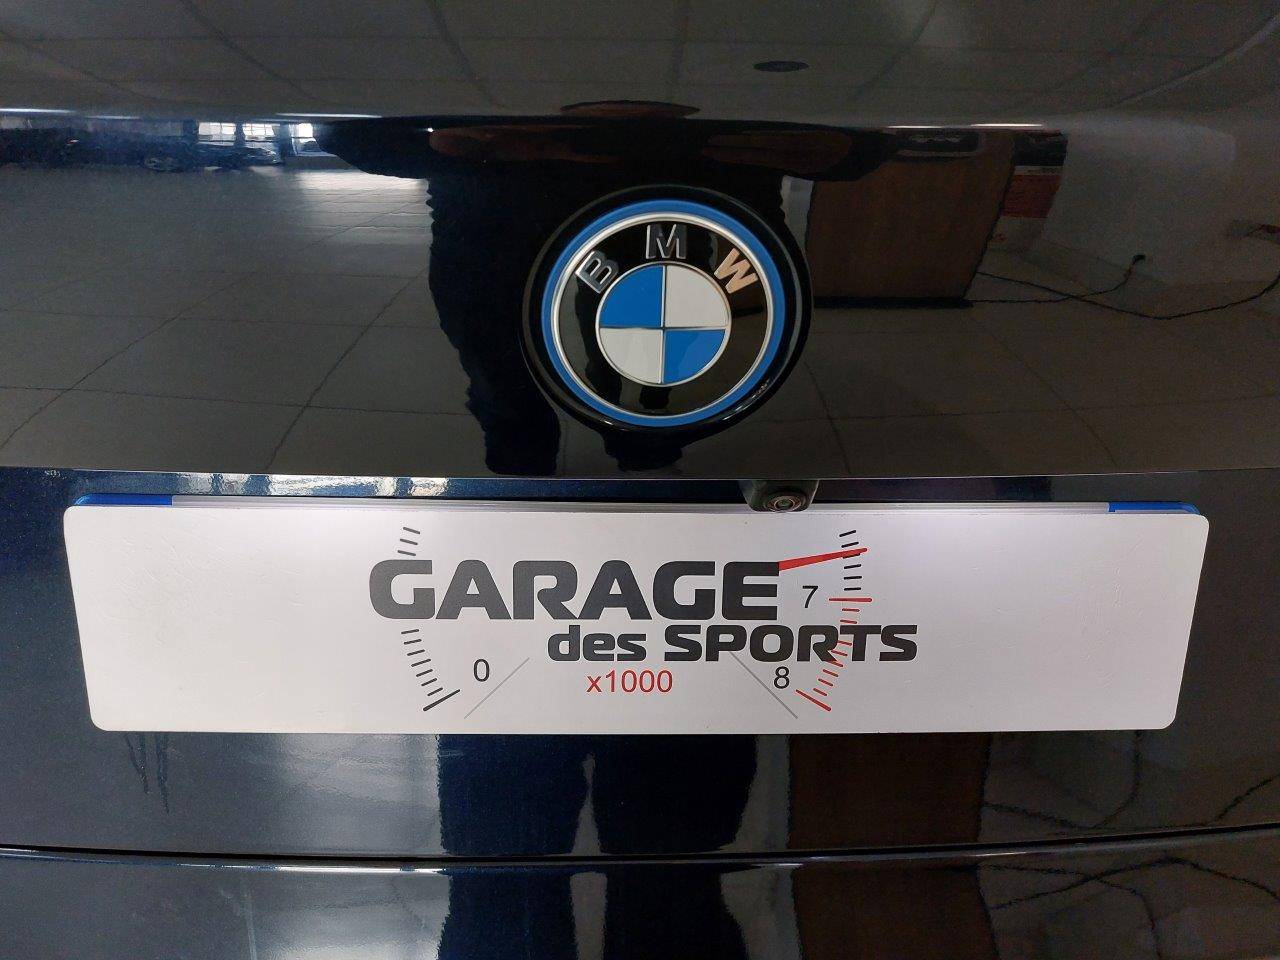 BMW
GARAGE
7
des SPORTS
0
x1000
8